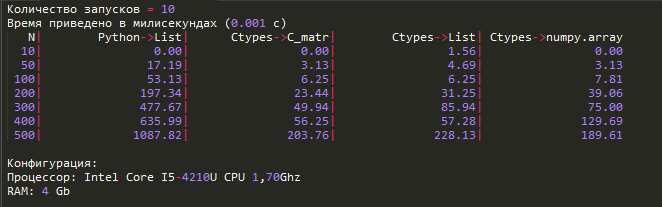 Количество запусков = 10
Время приведено в милисекундах (0.001 с)
N| Python->List| Ctypes->C_matr| Ctypes->List| Ctypes->numpy.array
10| 0.00| 0.00| 1.56| 0.00
50| 17.19| 3.13| 4.69| 3.13
100| 53.13| 6.25| 6.25| 7.81
200| 197.34| 23.44| 31.25| 39.06
300| 477.67| 49.94| 85.94| 75.00
400| 635.99| 56.25| 57.28| 129.69
500| 1087.82| 203.76| 228.13| 189.61
Конфигурация:
Процессор: Intel Core I5-4210U CPU 1,70Ghz
RAM: 4 Gb